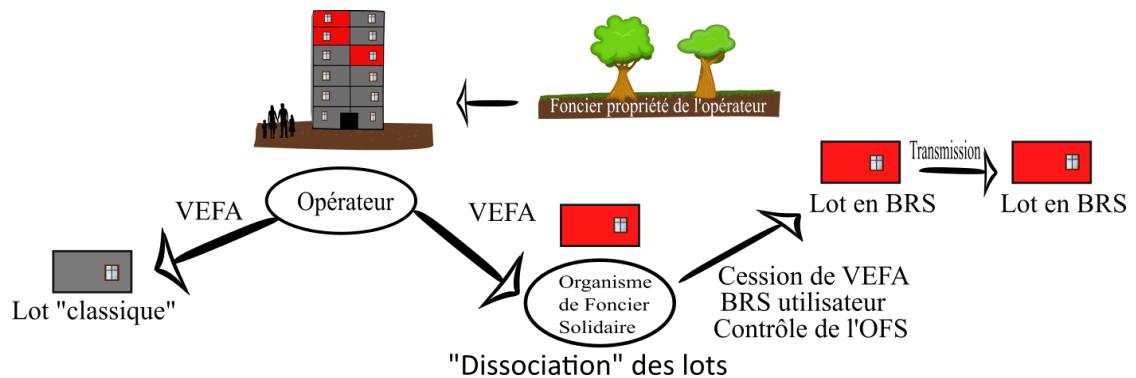 Foncier propriété de l'opérateur
Opérateur
VEFA
VEFA
Lot "classique"
Organisme
de Foncier
Solidaire
"Dissociation" des lots
Cession de VEFA
BRS utilisateur
Contrôle de l'OFS
Lot en BRS
Transmission
Lot en BRS